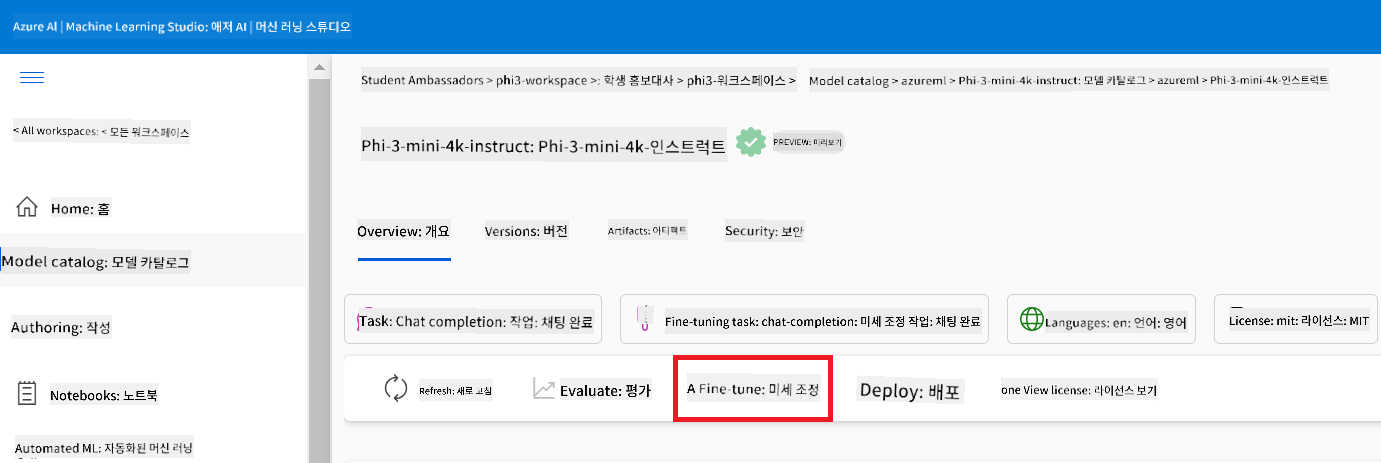 Azure AI | Machine Learning Studio: 애저 AI | 머신 러닝 스튜디오
< All workspaces: < 모든 워크스페이스
Home: 홈
Model catalog: 모델 카탈로그
Authoring: 작성
Notebooks: 노트북
Automated ML: 자동화된 머신 러닝
Student Ambassadors > phi3-workspace >: 학생 홍보대사 > phi3-워크스페이스 >
Model catalog > azureml > Phi-3-mini-4k-instruct: 모델 카탈로그 > azureml > Phi-3-mini-4k-인스트럭트
Phi-3-mini-4k-instruct: Phi-3-mini-4k-인스트럭트
PREVIEW: 미리보기
Overview: 개요
Versions: 버전
Artifacts: 아티팩트
Security: 보안
Task: Chat completion: 작업: 채팅 완료
Fine-tuning task: chat-completion: 미세 조정 작업: 채팅 완료
Languages: en: 언어: 영어
License: mit: 라이선스: MIT
Refresh: 새로 고침
Evaluate: 평가
A Fine-tune: 미세 조정
Deploy: 배포
one View license: 라이선스 보기